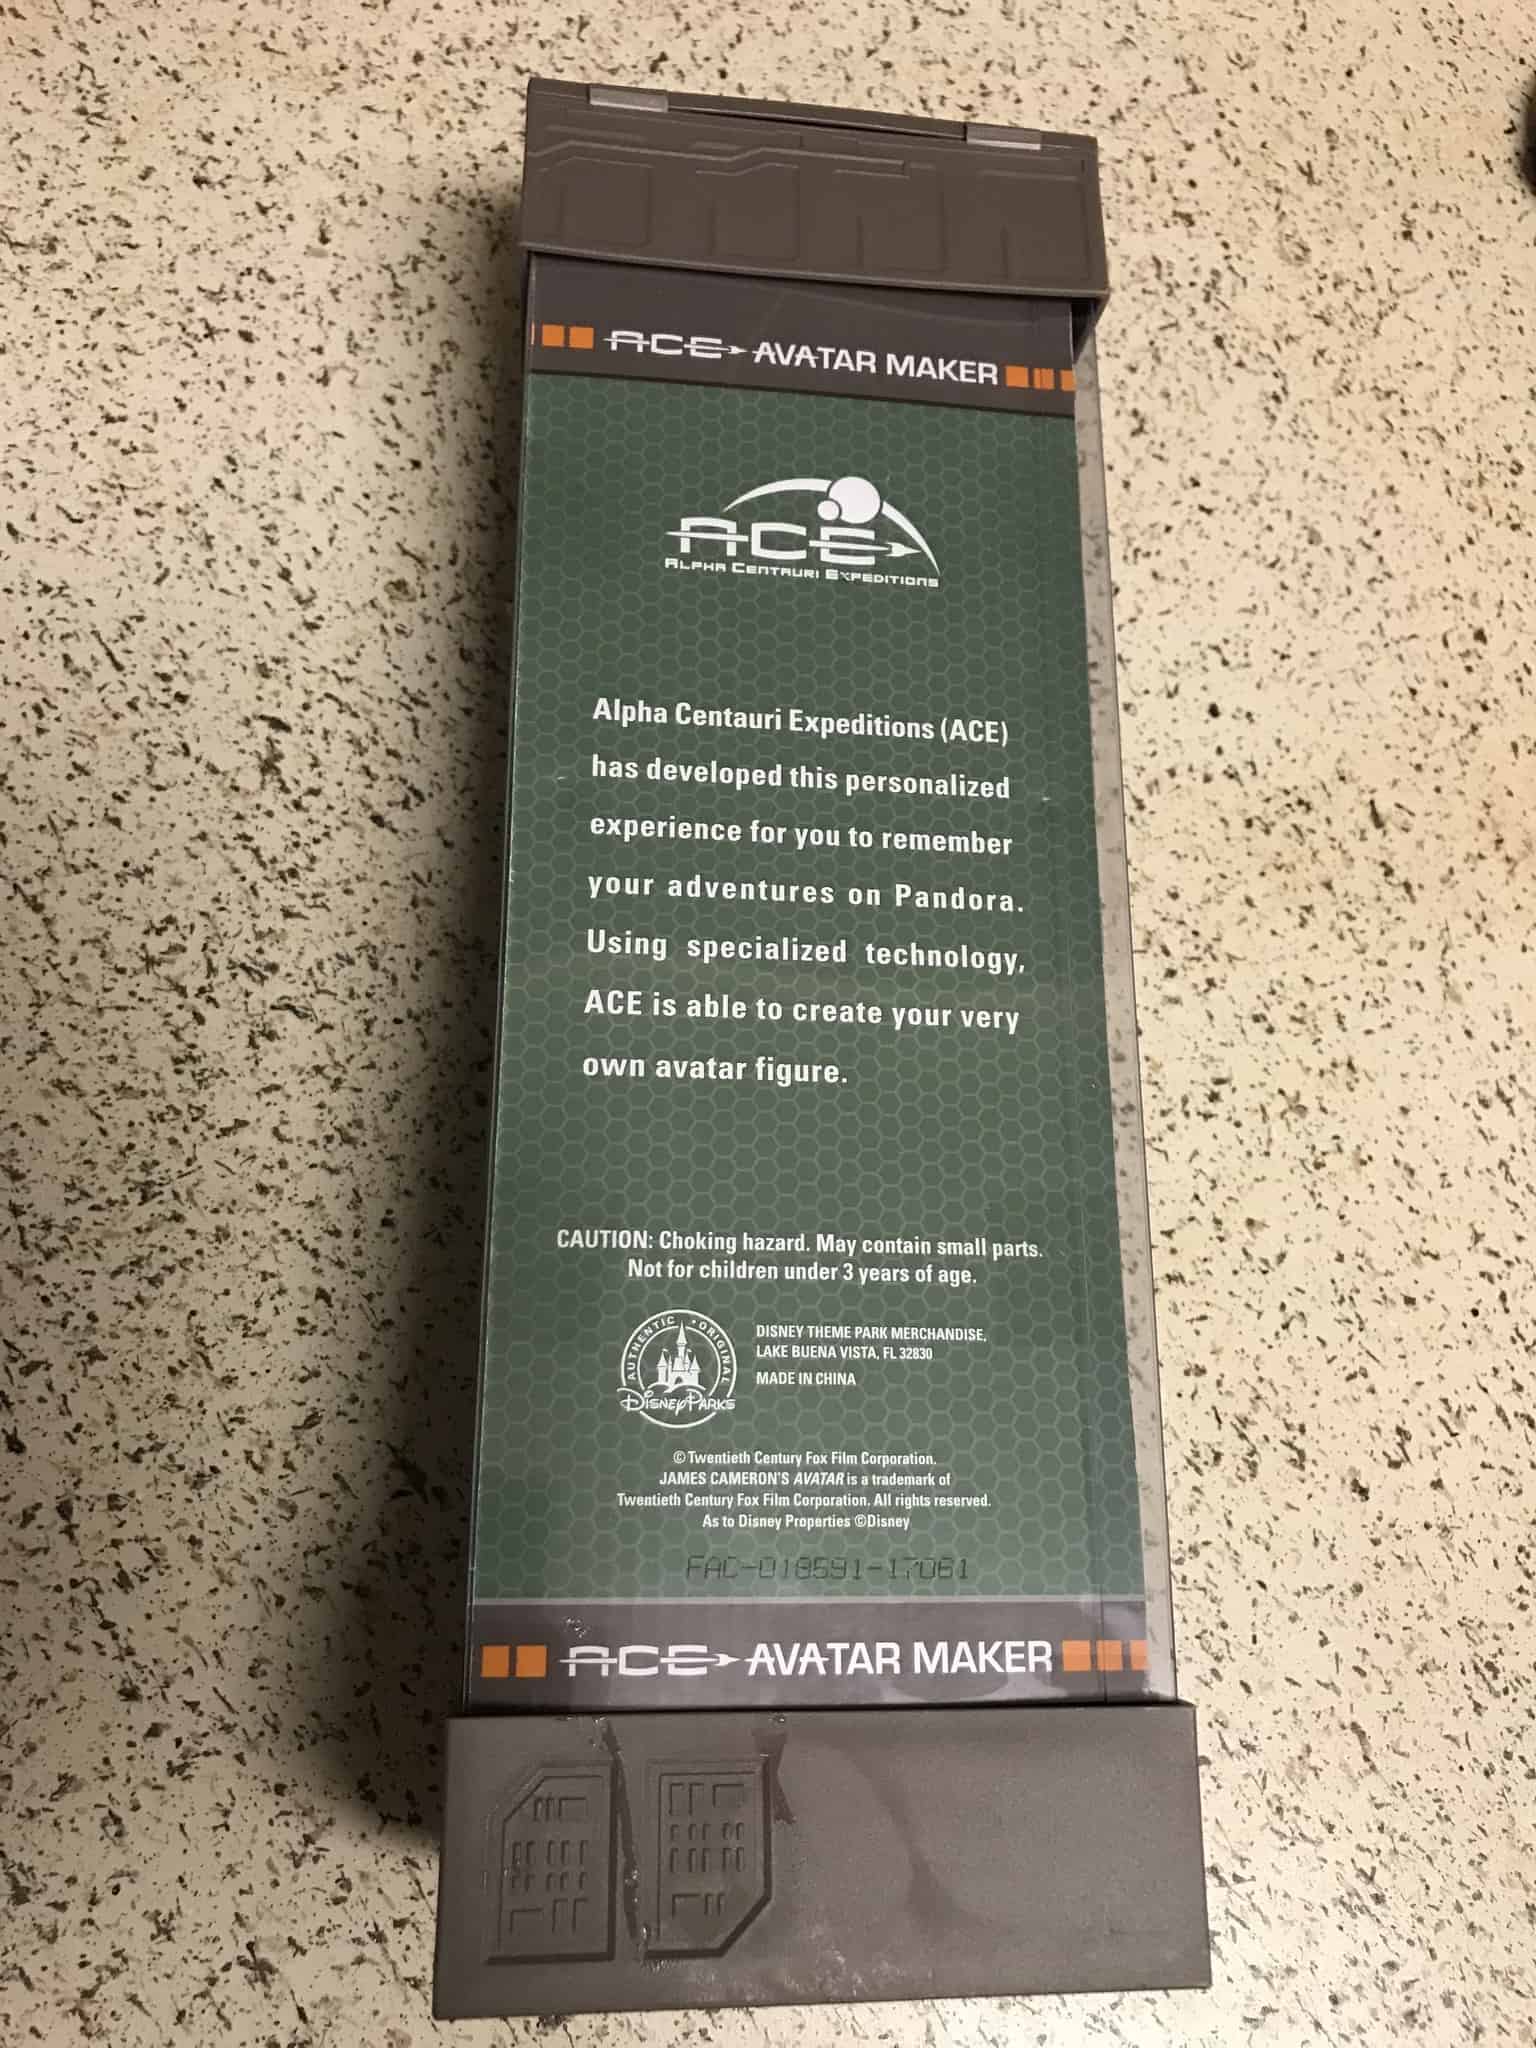 ACE AVATAR MAKER
ACE
ALPHA CENTAURI EXPEDITIONS
Alpha Centauri Expeditions (ACE)
has developed this personalized
experience for you to remember
your adventures on Pandora.
Using specialized technology,
ACE is able to create your very
own avatar figure.
CAUTION: Choking hazard. May contain small parts.
Not for children under 3 years of age.
AUTHENTIC • ORIGINAL
Disney Parks
DISNEY THEME PARK MERCHANDISE,
LAKE BUENA VISTA, FL 32830
MADE IN CHINA
© Twentieth Century Fox Film Corporation.
JAMES CAMERON'S AVATAR is a trademark of
Twentieth Century Fox Film Corporation. All rights reserved.
As to Disney Properties ©Disney
FAC-018591-17061
ACE AVATAR MAKER